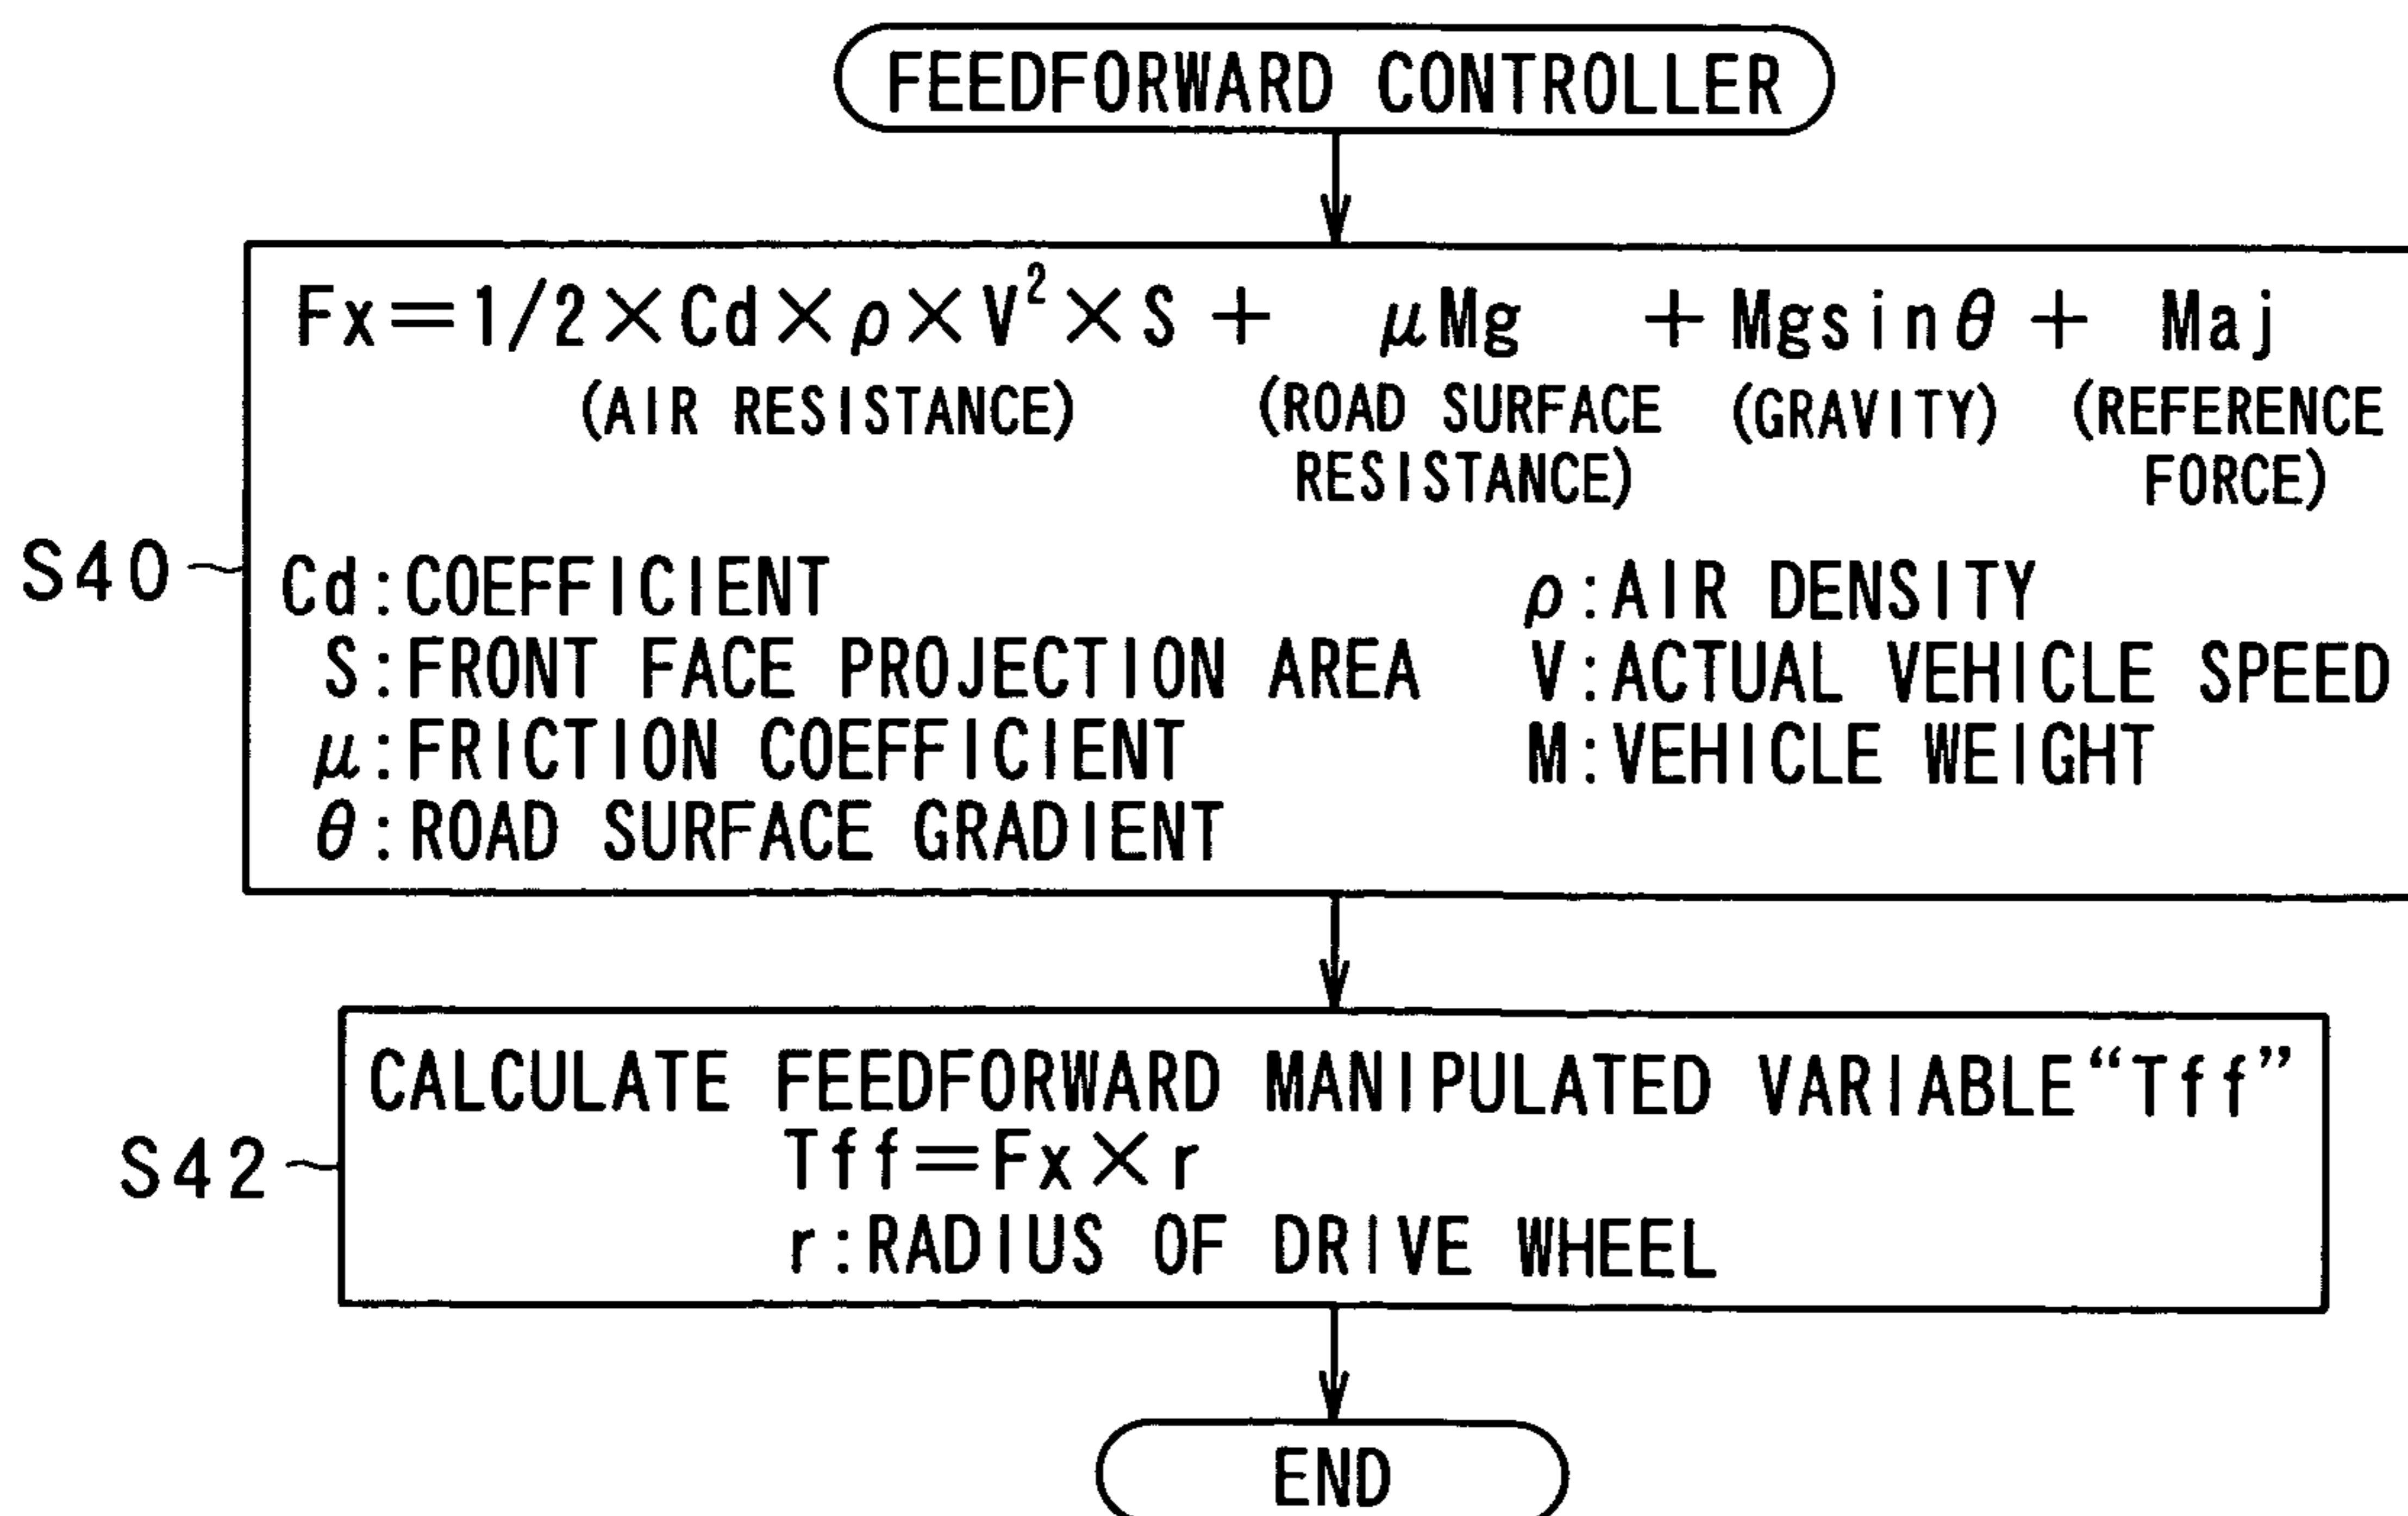 FEEDFORWARD CONTROLLER
Fx=1/2×Cd×ρ×V²×S + μMg + Mgsinθ + Maj
(AIR RESISTANCE) (ROAD SURFACE (GRAVITY) (REFERENCE
RESISTANCE) FORCE)
S40
Cd:COEFFICIENT ρ:AIR DENSITY
S:FRONT FACE PROJECTION AREA V:ACTUAL VEHICLE SPEED
μ:FRICTION COEFFICIENT M:VEHICLE WEIGHT
θ:ROAD SURFACE GRADIENT
CALCULATE FEEDFORWARD MANIPULATED VARIABLE“Tff”
S42
Tff=Fx×r
r:RADIUS OF DRIVE WHEEL
END